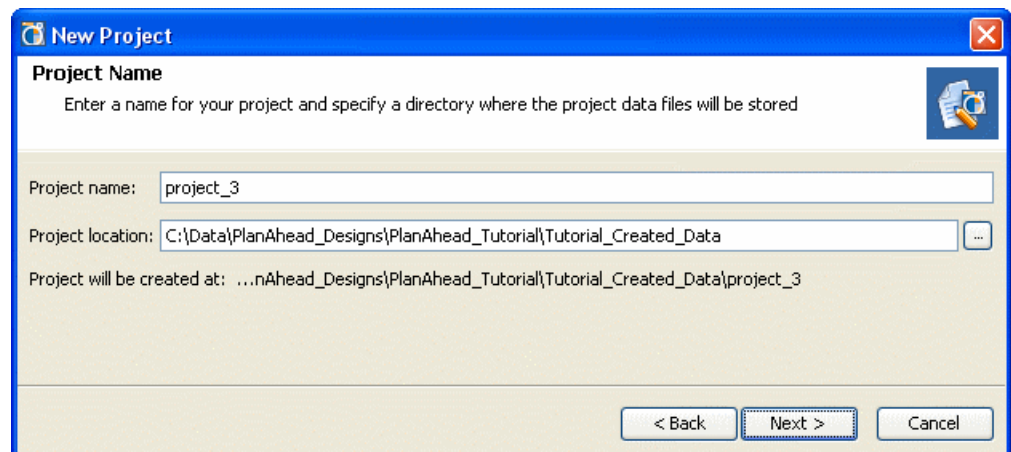 New Project
Project Name
Enter a name for your project and specify a directory where the project data files will be stored
Project name: project_3
Project location: C:\Data\PlanAhead_Designs\PlanAhead_Tutorial\Tutorial_Created_Data ...
Project will be created at: ...nAhead_Designs\PlanAhead_Tutorial\Tutorial_Created_Data\project_3
< Back Next > Cancel